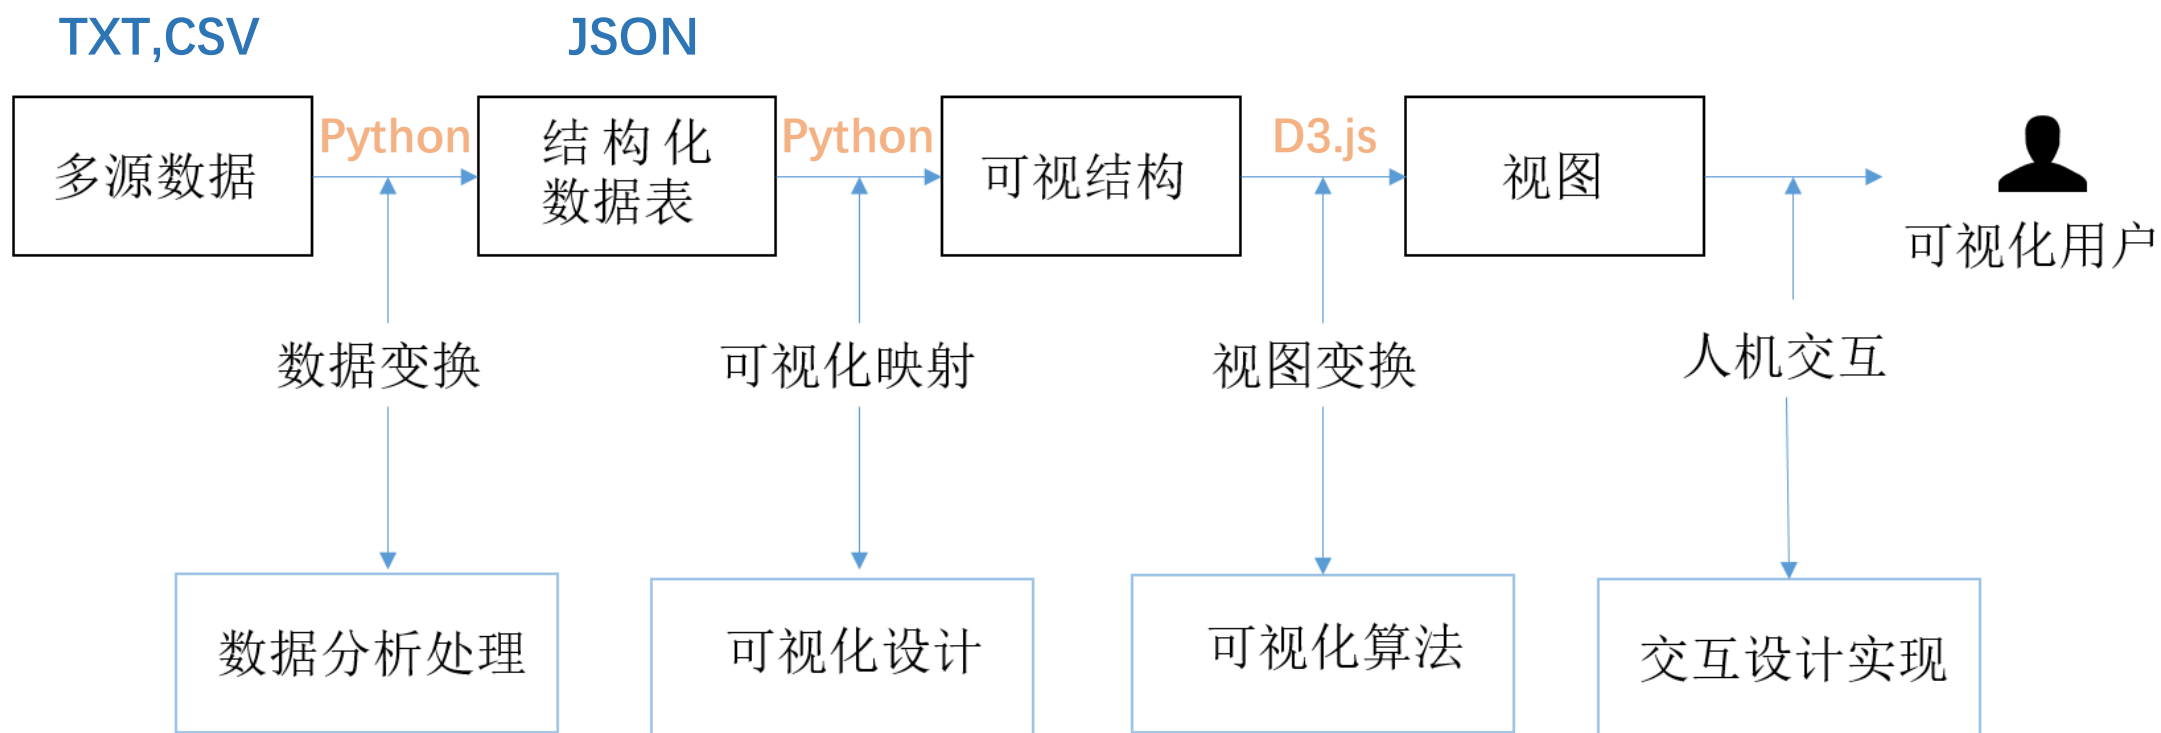 TXT,CSV
JSON
多源数据
Python
结构化
数据表
Python
可视结构
D3.js
视图
可视化用户
数据变换
可视化映射
视图变换
人机交互
数据分析处理
可视化设计
可视化算法
交互设计实现